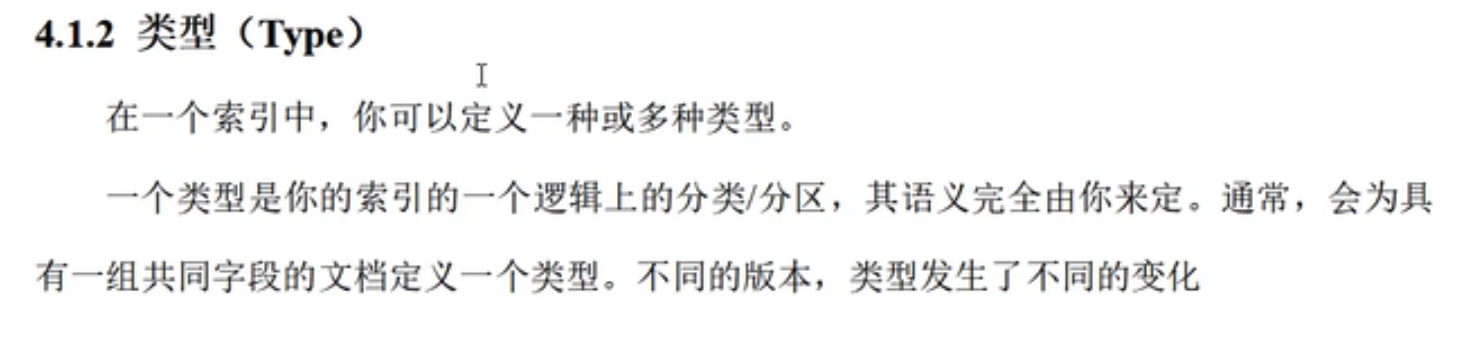 4.1.2 类型（Type）
在一个索引中，你可以定义一种或多种类型。
一个类型是你的索引的一个逻辑上的分类/分区，其语义完全由你来定。通常，会为具
有一组共同字段的文档定义一个类型。不同的版本，类型发生了不同的变化